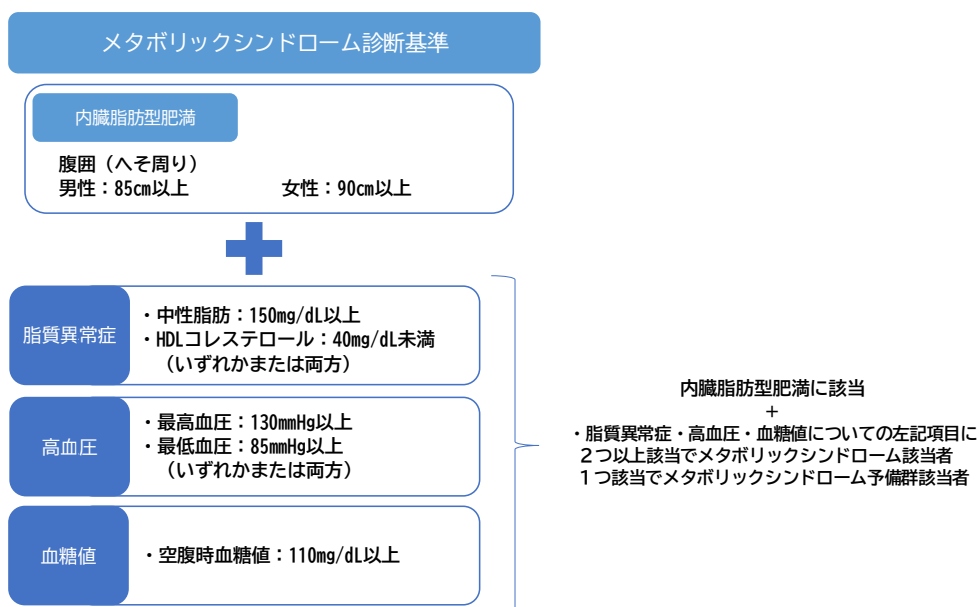 メタボリックシンドローム診断基準
内臓脂肪型肥満
腹囲（へそ周り）
男性：85㎝以上 女性：90㎝以上
脂質異常症
・中性脂肪：150mg/dL以上
・HDLコレステロール：40mg/dL未満
（いずれかまたは両方）
高血圧
・最高血圧：130mmHg以上
・最低血圧：85mmHg以上
（いずれかまたは両方）
血糖値
・空腹時血糖値：110mg/dL以上
内臓脂肪型肥満に該当
＋
・脂質異常症・高血圧・血糖値についての左記項目に
２つ以上該当でメタボリックシンドローム該当者
１つ該当でメタボリックシンドローム予備群該当者